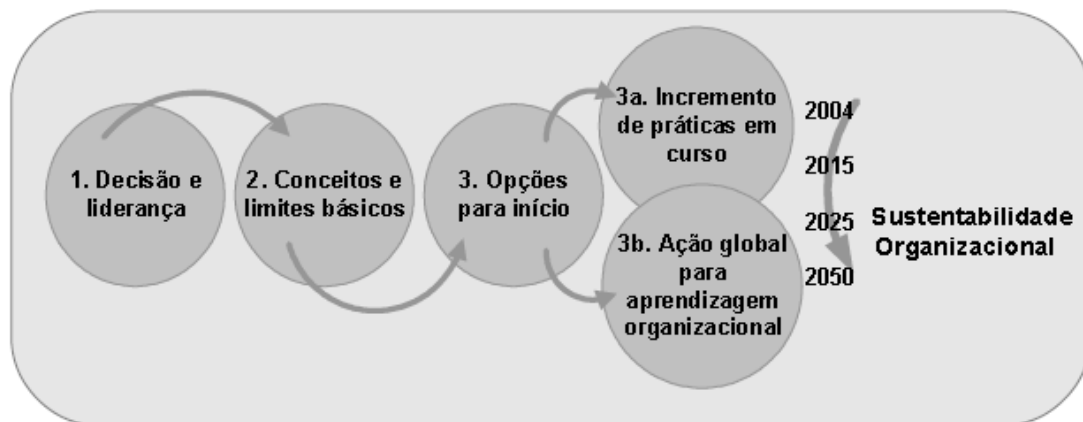 1. Decisão e
liderança
2. Conceitos e
limites básicos
3. Opções
para início
3a. Incremento
de práticas em
curso
3b. Ação global
para
aprendizagem
organizacional
2004
2015
2025
2050
Sustentabilidade
Organizacional